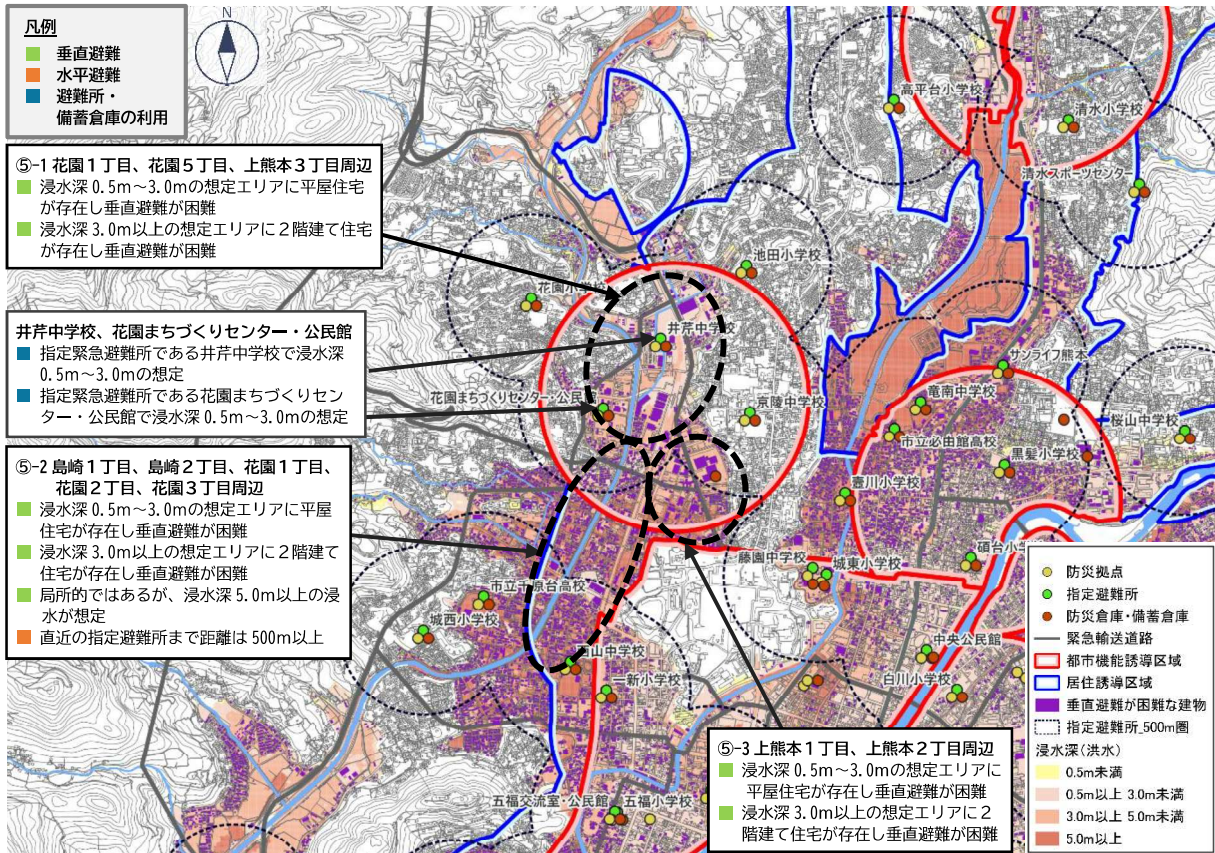 凡例
垂直避難
水平避難
避難所・
備蓄倉庫の利用
N
⑤-1 花園1丁目、花園5丁目、上熊本3丁目周辺
浸水深 0.5m～3.0mの想定エリアに平屋住宅
が存在し垂直避難が困難
浸水深 3.0m以上の想定エリアに2階建て住宅
が存在し垂直避難が困難
井芹中学校、花園まちづくりセンター・公民館
指定緊急避難所である井芹中学校で浸水深
0.5m～3.0mの想定
指定緊急避難所である花園まちづくりセン
ター・公民館で浸水深 0.5m～3.0mの想定
⑤-2 島崎1丁目、島崎2丁目、花園1丁目、
花園2丁目、花園3丁目周辺
浸水深 0.5m～3.0mの想定エリアに平屋
住宅が存在し垂直避難が困難
浸水深 3.0m以上の想定エリアに2階建て
住宅が存在し垂直避難が困難
局所的ではあるが、浸水深 5.0m以上の浸
水が想定
直近の指定避難所まで距離は 500m以上
高平台小学校
清水小学校
清水スポーツセンター
池田小学校
花園小
井芹中学校
サンライフ熊本
花園まちづくりセンター・公民
京陵中学校
竜南中学校
桜山中学校
市立必由館高校
黒髪小学校
壺川小学校
藤園中学校
城東小学校
碩台小学
市立千原台高校
城西小学校
山中学校
中央公民館
一新小学校
白川小学校
五福交流室・公民館
五福小学校
⑤-3 上熊本1丁目、上熊本2丁目周辺
浸水深 0.5m～3.0mの想定エリアに
平屋住宅が存在し垂直避難が困難
浸水深 3.0m以上の想定エリアに2
階建て住宅が存在し垂直避難が困難
防災拠点
指定避難所
防災倉庫・備蓄倉庫
緊急輸送道路
都市機能誘導区域
居住誘導区域
垂直避難が困難な建物
指定避難所_500m圏
浸水深(洪水)
0.5m未満
0.5m以上 3.0m未満
3.0m以上 5.0m未満
5.0m以上